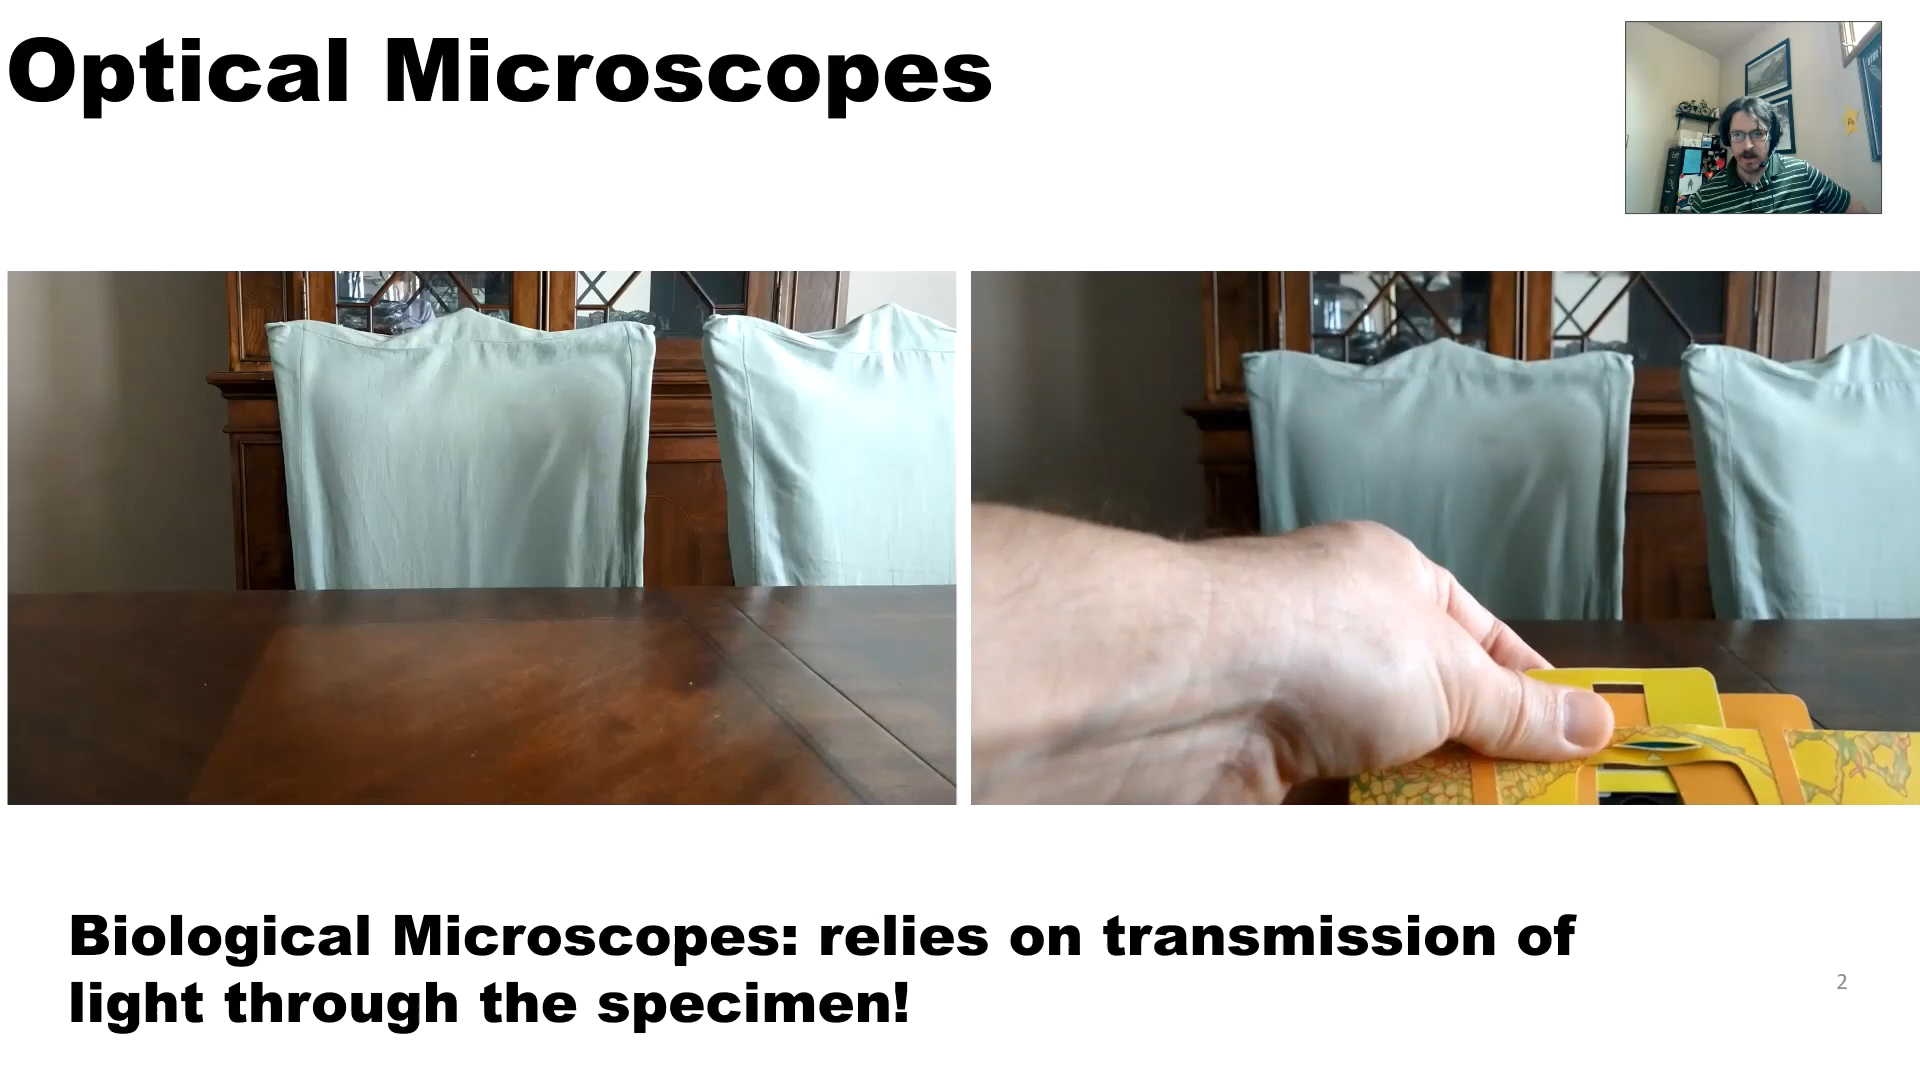 Optical Microscopes
Biological Microscopes: relies on transmission of
light through the specimen!
2